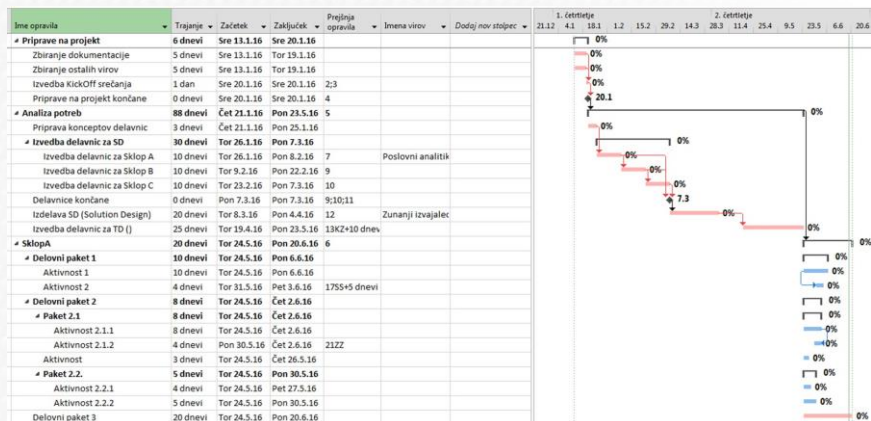 Ime opravila Trajanje Začetek Zaključek Prejšnja opravila Imena virov Dodaj nov stolpec
1. četrtletje 2. četrtletje
21.12 4.1 18.1 1.2 15.2 29.2 14.3 28.3 11.4 25.4 9.5 23.5 6.6 20.6
Priprave na projekt 6 dnevi Sre 13.1.16 Sre 20.1.16 0%
Zbiranje dokumentacije 5 dnevi Sre 13.1.16 Tor 19.1.16 0%
Zbiranje ostalih virov 5 dnevi Sre 13.1.16 Tor 19.1.16 0%
Izvedba KickOff srečanja 1 dan Sre 20.1.16 Sre 20.1.16 2;3 0%
Priprave na projekt končane 0 dnevi Sre 20.1.16 Sre 20.1.16 4 20.1
Analiza potreb 88 dnevi Čet 21.1.16 Pon 23.5.16 5 0%
Priprava konceptov delavnic 3 dnevi Čet 21.1.16 Pon 25.1.16 0%
Izvedba delavnic za SD 30 dnevi Tor 26.1.16 Pon 7.3.16 0%
Izvedba delavnic za Sklop A 10 dnevi Tor 26.1.16 Pon 8.2.16 7 Poslovni analitik 0%
Izvedba delavnic za Sklop B 10 dnevi Tor 9.2.16 Pon 22.2.16 9 0%
Izvedba delavnic za Sklop C 10 dnevi Tor 23.2.16 Pon 7.3.16 10 0%
Delavnice končane 0 dnevi Pon 7.3.16 Pon 7.3.16 9;10;11 7.3
Izdelava SD (Solution Design) 20 dnevi Tor 8.3.16 Pon 4.4.16 12 Zunanji izvajalec 0%
Izvedba delavnic za TD () 25 dnevi Tor 19.4.16 Pon 23.5.16 13KZ+10 dnev 0%
SklopA 20 dnevi Tor 24.5.16 Pon 20.6.16 6 0%
Delovni paket 1 10 dnevi Tor 24.5.16 Pon 6.6.16 0%
Aktivnost 1 10 dnevi Tor 24.5.16 Pon 6.6.16 0%
Aktivnost 2 4 dnevi Tor 31.5.16 Pet 3.6.16 17SS+5 dnevi 0%
Delovni paket 2 8 dnevi Tor 24.5.16 Čet 2.6.16 0%
Paket 2.1 8 dnevi Tor 24.5.16 Čet 2.6.16 0%
Aktivnost 2.1.1 8 dnevi Tor 24.5.16 Čet 2.6.16 0%
Aktivnost 2.1.2 4 dnevi Pon 30.5.16 Čet 2.6.16 21ZZ 0%
Aktivnost 3 dnevi Tor 24.5.16 Čet 26.5.16 0%
Paket 2.2. 5 dnevi Tor 24.5.16 Pon 30.5.16 0%
Aktivnost 2.2.1 4 dnevi Tor 24.5.16 Pet 27.5.16 0%
Aktivnost 2.2.2 5 dnevi Tor 24.5.16 Pon 30.5.16 0%
Delovni paket 3 20 dnevi Tor 24.5.16 Pon 20.6.16 0%